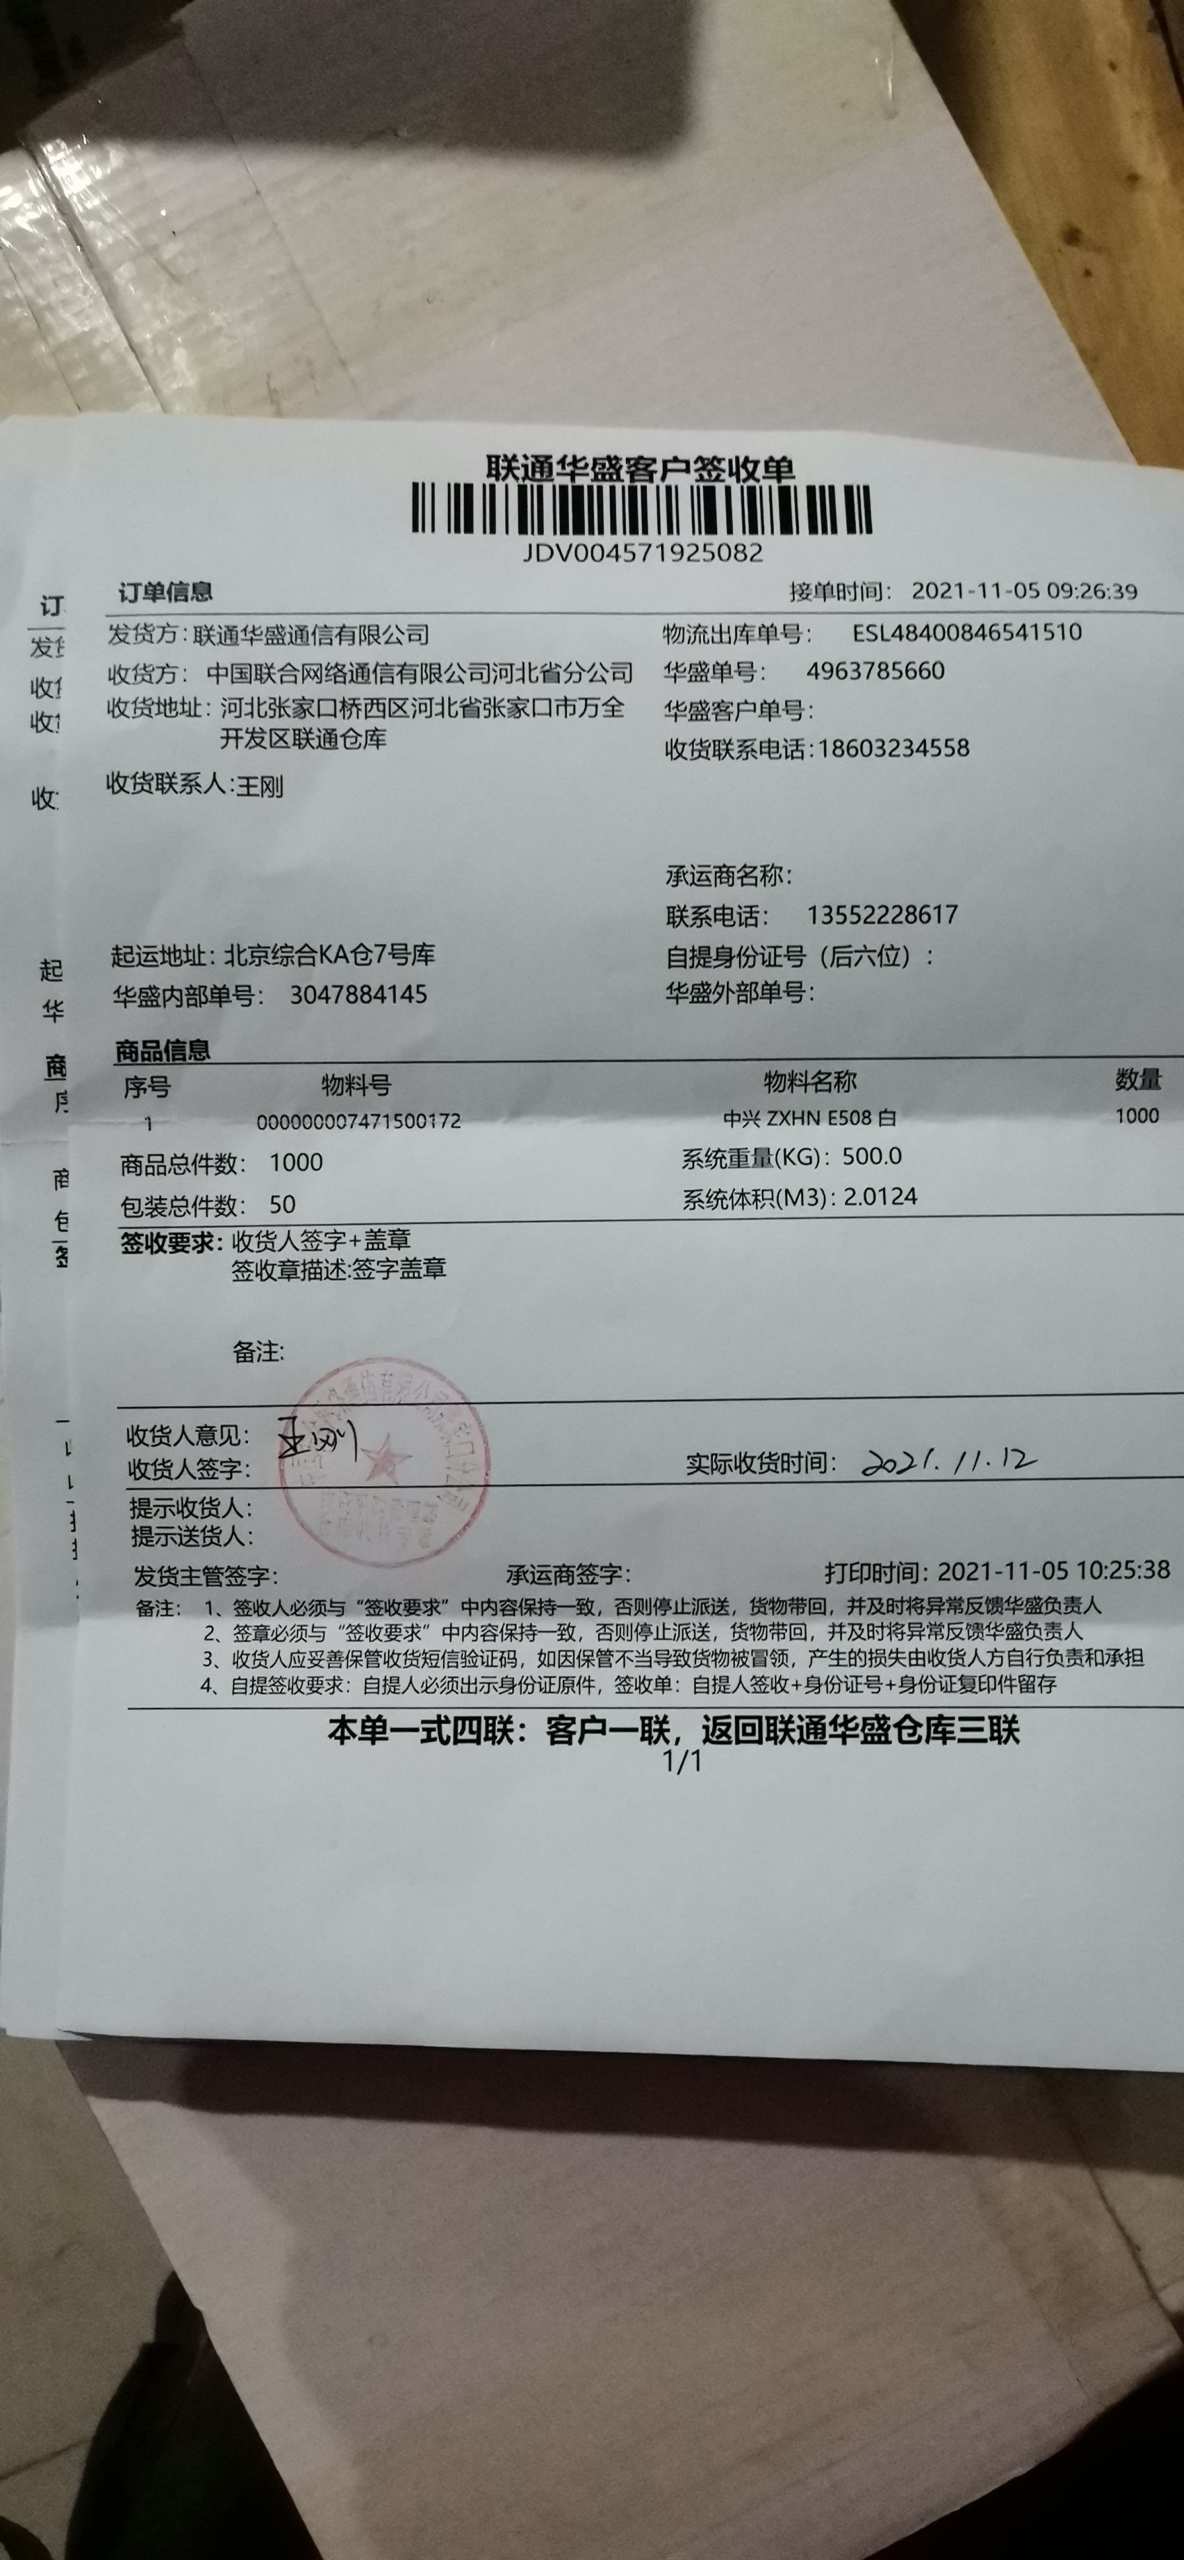 联通华盛客户签收单
JDV004571925082
订单信息
接单时间： 2021-11-05 09:26:39
发货方：联通华盛通信有限公司
物流出库单号： ESL48400846541510
收货方： 中国联合网络通信有限公司河北省分公司
华盛单号： 4963785660
收货地址：河北张家口桥西区河北省张家口市万全
开发区联通仓库
华盛客户单号：
收货联系电话：18603234558
收货联系人：王刚
承运商名称：
联系电话： 13552228617
起运地址：北京综合KA仓7号库
自提身份证号（后六位）：
华盛内部单号： 3047884145
华盛外部单号：
商品信息
序号 物料号 物料名称 数量
1 000000007471500172 中兴 ZXHN E508 白 1000
商品总件数： 1000
系统重量(KG)：500.0
包装总件数： 50
系统体积(M3)：2.0124
签收要求：收货人签字+盖章
签收章描述:签字盖章
备注:
收货人意见：
王刚
收货人签字：
实际收货时间： 2021.11.12
提示收货人：
提示送货人：
发货主管签字：
承运商签字：
打印时间：2021-11-05 10:25:38
备注： 1、签收人必须与“签收要求”中内容保持一致，否则停止派送，货物带回，并及时将异常反馈华盛负责人
2、签章必须与“签收要求”中内容保持一致，否则停止派送，货物带回，并及时将异常反馈华盛负责人
3、收货人应妥善保管收货短信验证码，如因保管不当导致货物被冒领，产生的损失由收货人方自行负责和承担
4、自提签收要求：自提人必须出示身份证原件，签收单：自提人签收+身份证号+身份证复印件留存
本单一式四联：客户一联，返回联通华盛仓库三联
1/1